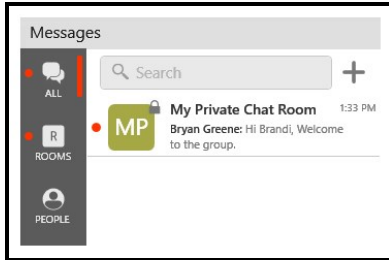 Messages
Search
ALL
MP
My Private Chat Room 1:33 PM
Bryan Greene: Hi Brandi, Welcome
to the group.
R
ROOMS
PEOPLE